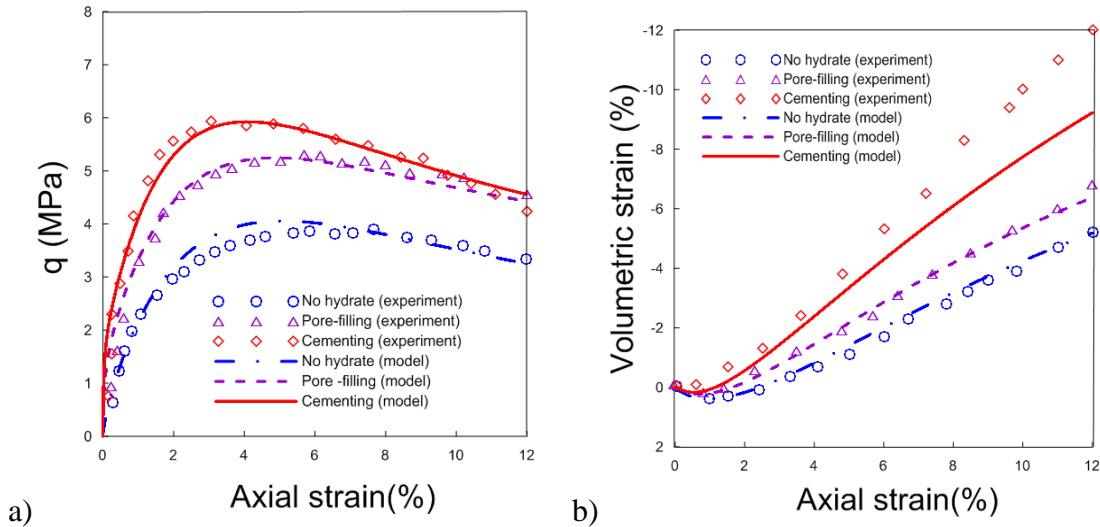 8
7
6
5
4
3
2
1
0
q (MPa)
No hydrate (experiment)
Pore-filling (experiment)
Cementing (experiment)
No hydrate (model)
Pore -filling (model)
Cementing (model)
0 2 4 6 8 10 12
Axial strain(%)
a)
-12
-10
-8
-6
-4
-2
0
2
Volumetric strain (%)
No hydrate (experiment)
Pore-filling (experiment)
Cementing (experiment)
No hydrate (model)
Pore-filling (model)
Cementing (model)
0 2 4 6 8 10 12
Axial strain(%)
b)